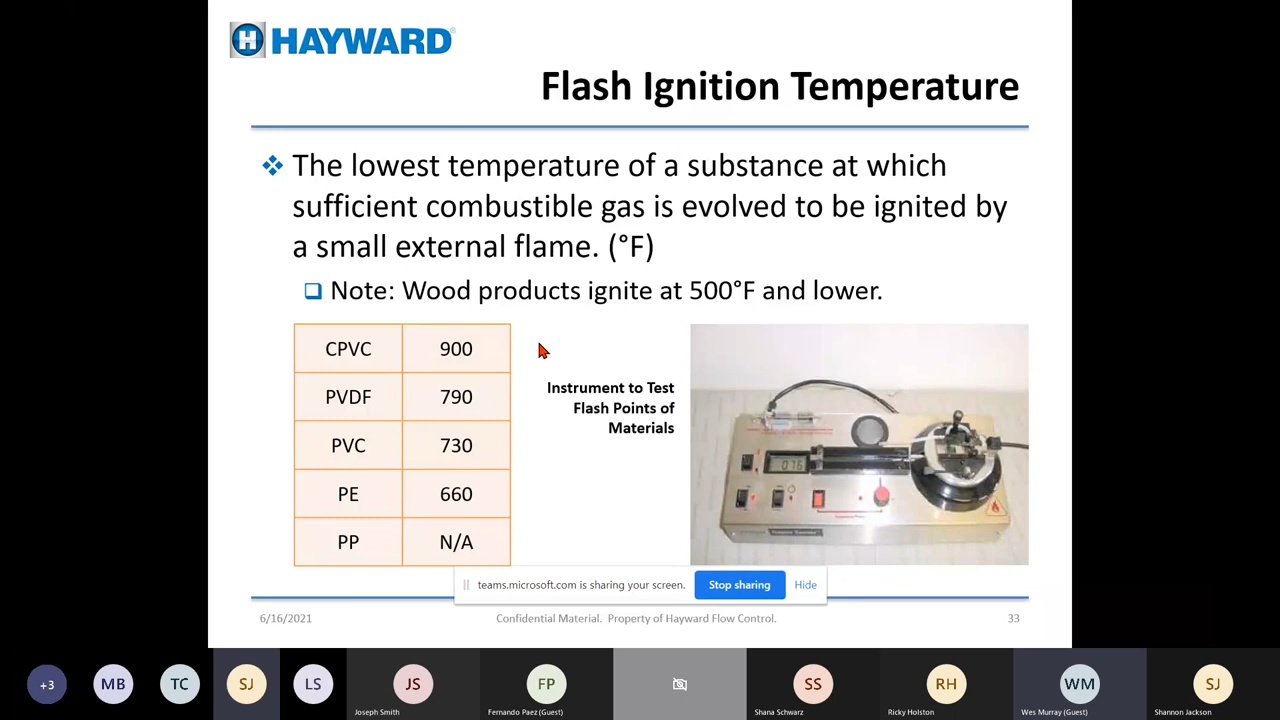 HAYWARD
Flash Ignition Temperature
The lowest temperature of a substance at which
sufficient combustible gas is evolved to be ignited by
a small external flame. (°F)
Note: Wood products ignite at 500°F and lower.
CPVC 900
PVDF 790
PVC 730
PE 660
PP N/A
Instrument to Test
Flash Points of
Materials
teams.microsoft.com is sharing your screen. Stop sharing Hide
6/16/2021 Confidential Material. Property of Hayward Flow Control. 33
+3 MB TC SJ LS JS FP SS RH WM SJ
Joseph Smith Fernando Paez (Guest) Shana Schwarz Ricky Holston Wes Murray (Guest) Shannon Jackson